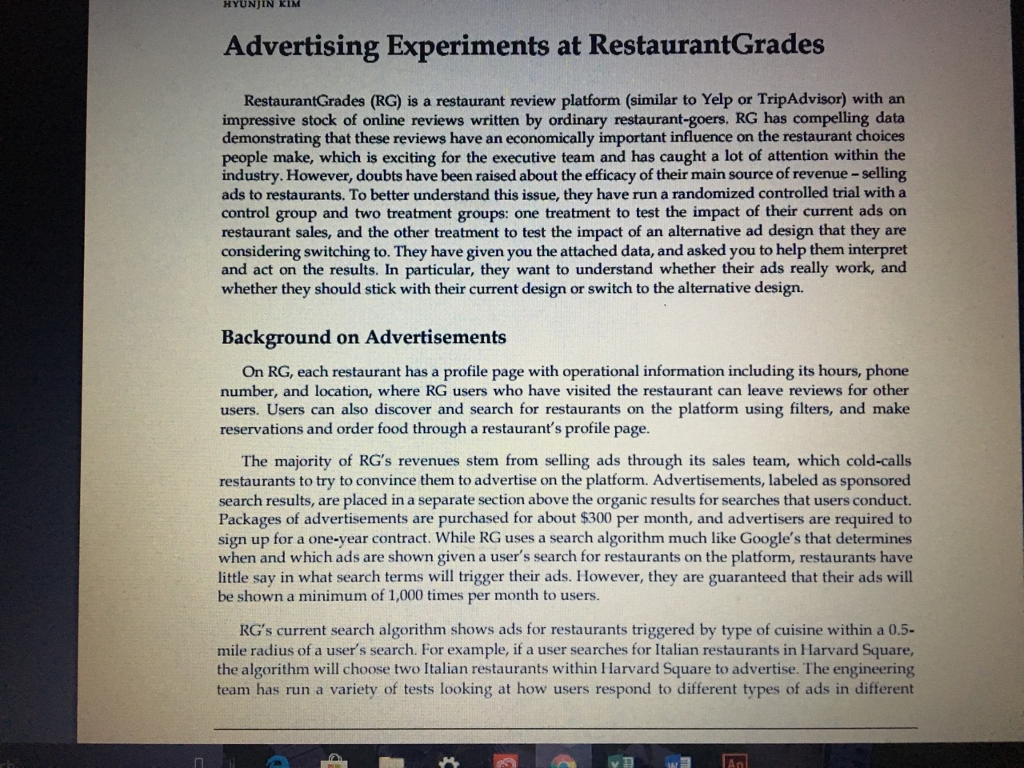 HYUNJIN KIM
Advertising Experiments at RestaurantGrades
RestaurantGrades (RG) is a restaurant review platform (similar to Yelp or TripAdvisor) with an
impressive stock of online reviews written by ordinary restaurant-goers. RG has compelling data
demonstrating that these reviews have an economically important influence on the restaurant choices
people make, which is exciting for the executive team and has caught a lot of attention within the
industry. However, doubts have been raised about the efficacy of their main source of revenue – selling
ads to restaurants. To better understand this issue, they have run a randomized controlled trial with a
control group and two treatment groups: one treatment to test the impact of their current ads on
restaurant sales, and the other treatment to test the impact of an alternative ad design that they are
considering switching to. They have given you the attached data, and asked you to help them interpret
and act on the results. In particular, they want to understand whether their ads really work, and
whether they should stick with their current design or switch to the alternative design.
Background on Advertisements
On RG, each restaurant has a profile page with operational information including its hours, phone
number, and location, where RG users who have visited the restaurant can leave reviews for other
users. Users can also discover and search for restaurants on the platform using filters, and make
reservations and order food through a restaurant's profile page.
The majority of RG's revenues stem from selling ads through its sales team, which cold-calls
restaurants to try to convince them to advertise on the platform. Advertisements, labeled as sponsored
search results, are placed in a separate section above the organic results for searches that users conduct.
Packages of advertisements are purchased for about $300 per month, and advertisers are required to
sign up for a one-year contract. While RG uses a search algorithm much like Google's that determines
when and which ads are shown given a user's search for restaurants on the platform, restaurants have
little say in what search terms will trigger their ads. However, they are guaranteed that their ads will
be shown a minimum of 1,000 times per month to users.
RG's current search algorithm shows ads for restaurants triggered by type of cuisine within a 0.5-
mile radius of a user's search. For example, if a user searches for Italian restaurants in Harvard Square,
the algorithm will choose two Italian restaurants within Harvard Square to advertise. The engineering
team has run a variety of tests looking at how users respond to different types of ads in different
An